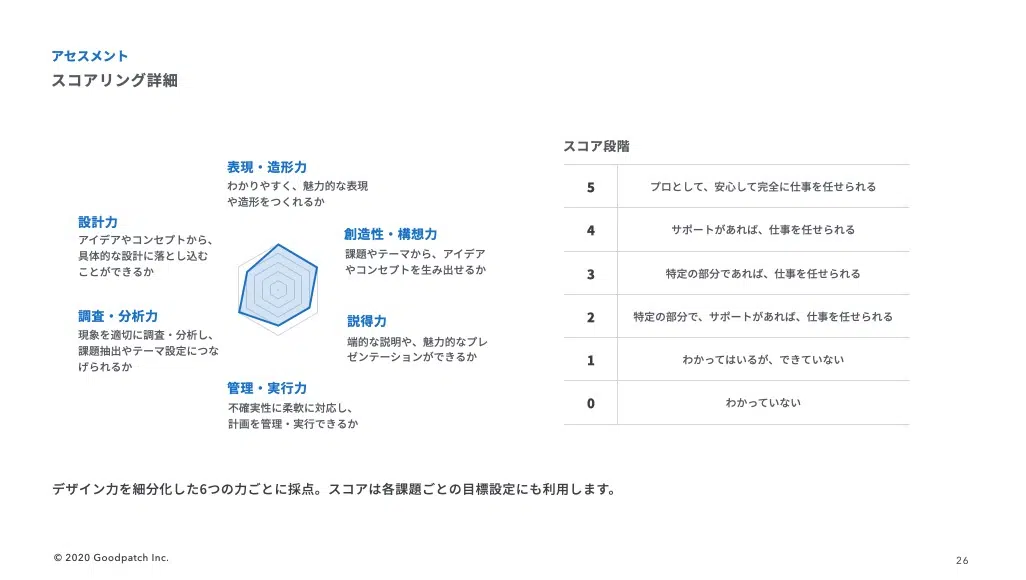 アセスメント
スコアリング詳細
表現・造形力
わかりやすく、魅力的な表現
や造形をつくれるか
設計力
アイデアやコンセプトから、
具体的な設計に落とし込む
ことができるか
創造性・構想力
課題やテーマから、アイデア
やコンセプトを生み出せるか
調査・分析力
現象を適切に調査・分析し、
課題抽出やテーマ設定につな
げられるか
説得力
端的な説明や、魅力的なプレ
ゼンテーションができるか
管理・実行力
不確実性に柔軟に対応し、
計画を管理・実行できるか
スコア段階
5 プロとして、安心して完全に仕事を任せられる
4 サポートがあれば、仕事を任せられる
3 特定の部分であれば、仕事を任せられる
2 特定の部分で、サポートがあれば、仕事を任せられる
1 わかってはいるが、できていない
0 わかっていない
デザイン力を細分化した6つの力ごとに採点。スコアは各課題ごとの目標設定にも利用します。
© 2020 Goodpatch Inc.
26